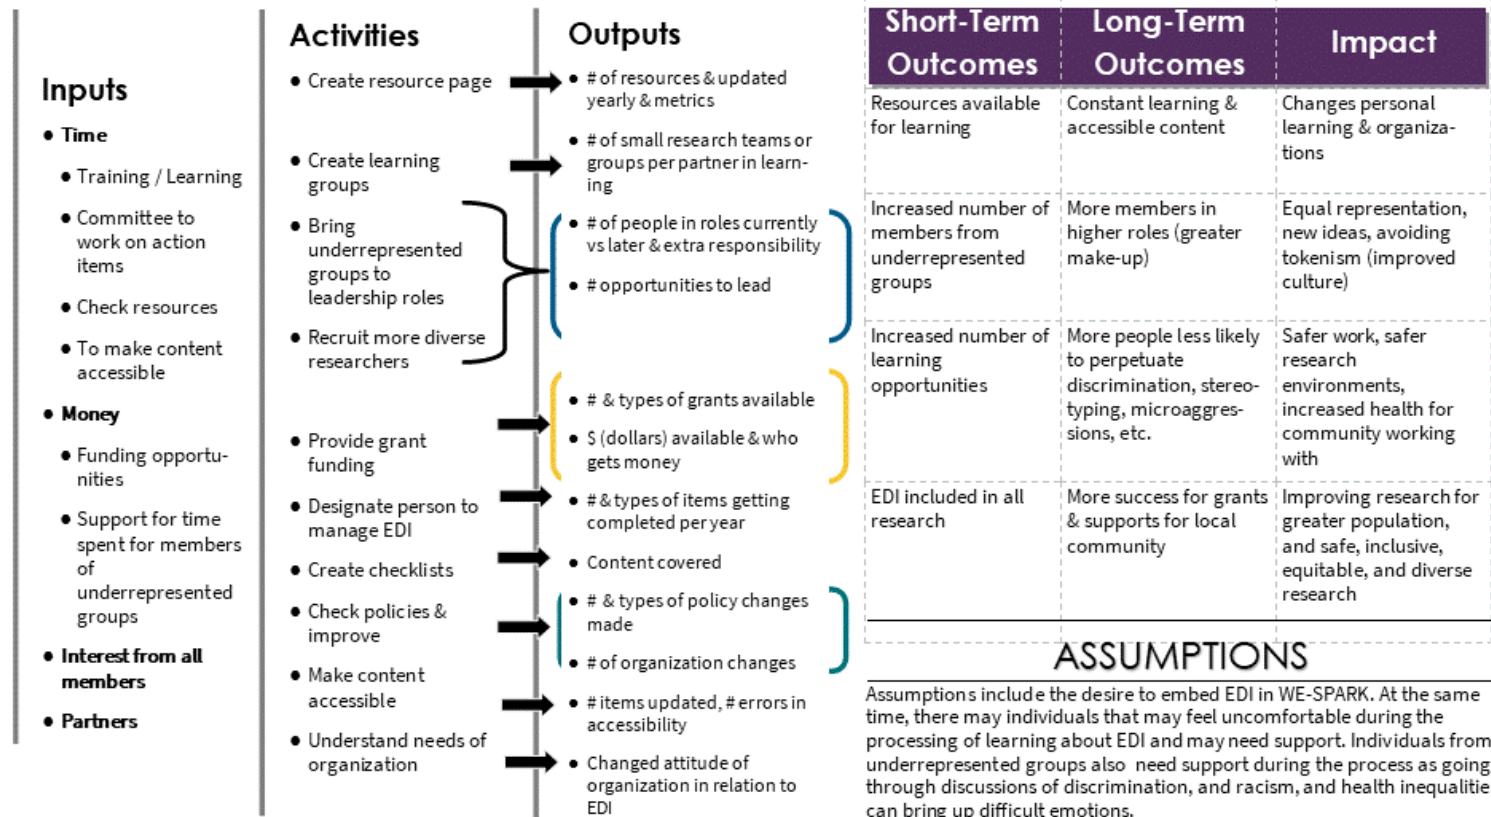 Inputs
● Time
● Training / Learning
● Committee to
work on action
items
● Check resources
● To make content
accessible
● Money
● Funding opportu-
nities
● Support for time
spent for members
of
underrepresented
groups
● Interest from all
members
● Partners
Activities
● Create resource page
● Create learning
groups
● Bring
underrepresented
groups to
leadership roles
● Recruit more diverse
researchers
● Provide grant
funding
● Designate person to
manage EDI
● Create checklists
● Check policies &
improve
● Make content
accessible
● Understand needs of
organization
Outputs
● # of resources & updated
yearly & metrics
● # of small research teams or
groups per partner in learn-
ing
● # of people in roles currently
vs later & extra responsibility
● # opportunities to lead
● # & types of grants available
● $ (dollars) available & who
gets money
● # & types of items getting
completed per year
● Content covered
● # & types of policy changes
made
● # of organization changes
● # items updated, # errors in
accessibility
● Changed attitude of
organization in relation to
EDI
Short-Term
Outcomes
Long-Term
Outcomes
Impact
Resources available
for learning
Constant learning &
accessible content
Changes personal
learning & organiza-
tions
Increased number of
members from
underrepresented
groups
More members in
higher roles (greater
make-up)
Equal representation,
new ideas, avoiding
tokenism (improved
culture)
Increased number of
learning
opportunities
More people less likely
to perpetuate
discrimination, stereo-
typing, microaggres-
sions, etc.
Safer work, safer
research
environments,
increased health for
community working
with
EDI included in all
research
More success for grants
& supports for local
community
Improving research for
greater population,
and safe, inclusive,
equitable, and diverse
research
ASSUMPTIONS
Assumptions include the desire to embed EDI in WE-SPARK. At the same
time, there may individuals that may feel uncomfortable during the
processing of learning about EDI and may need support. Individuals from
underrepresented groups also need support during the process as going
through discussions of discrimination, and racism, and health inequalitie
can bring up difficult emotions.